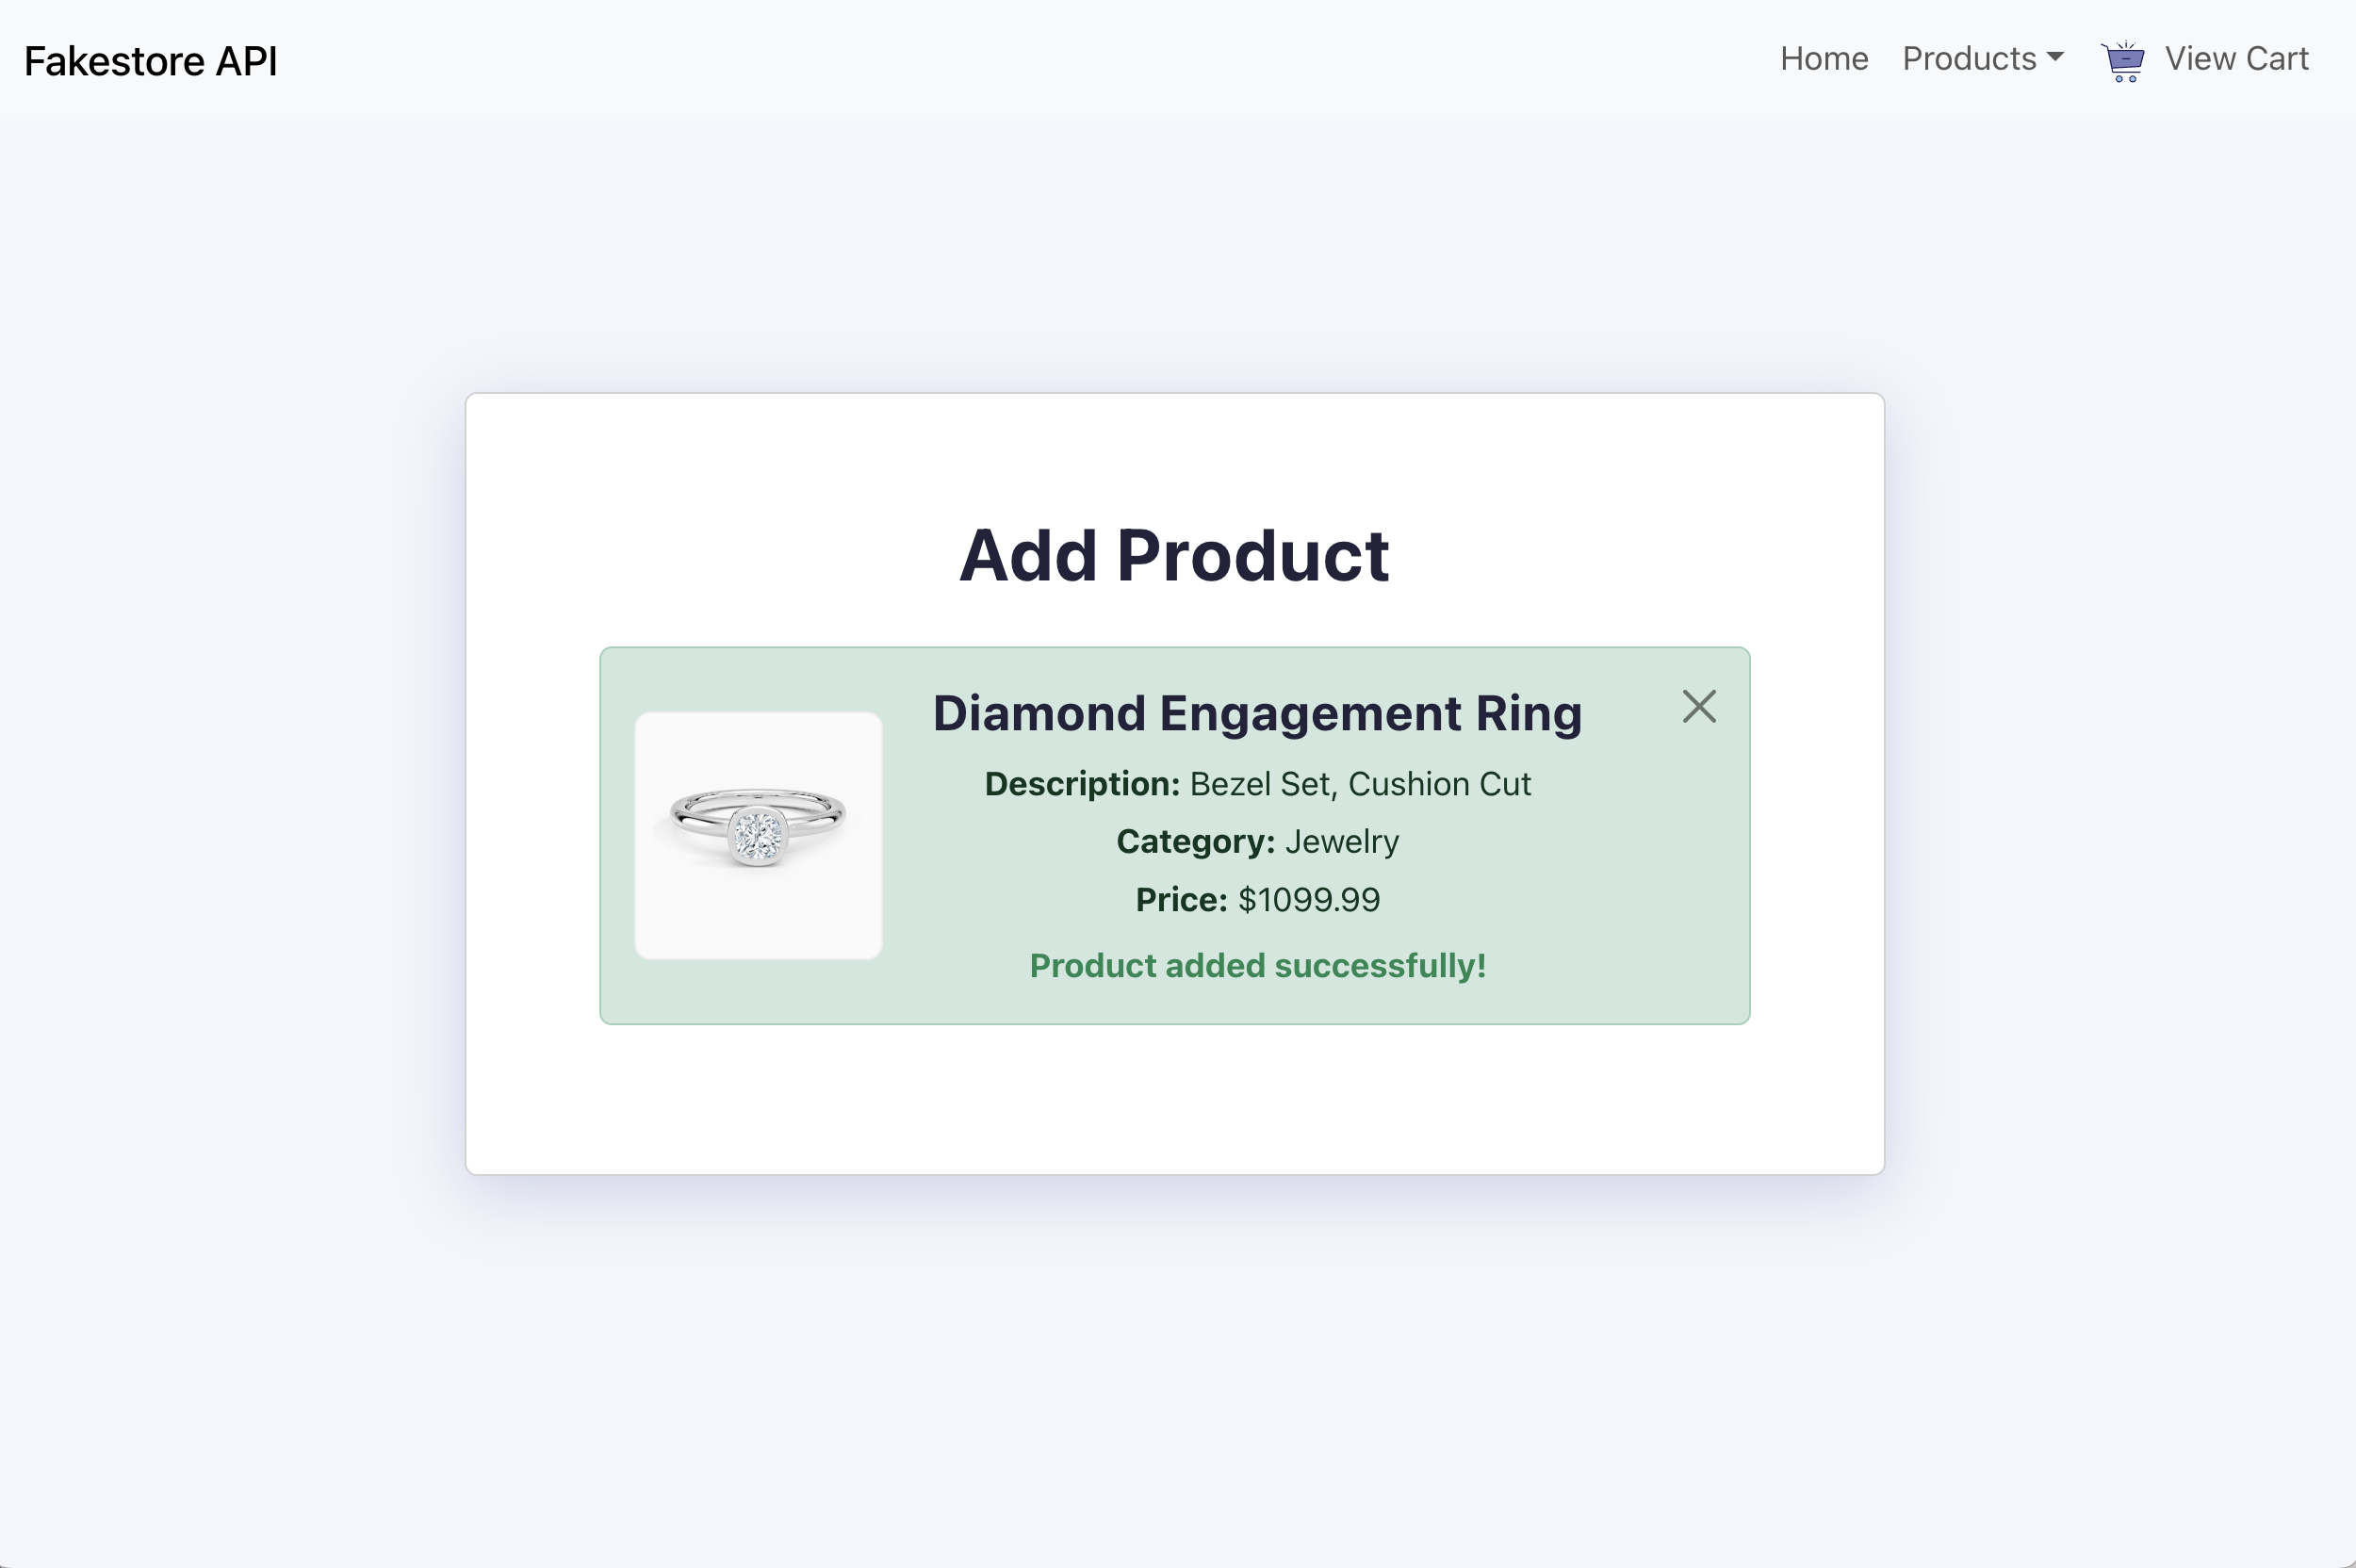 Fakestore API
Home Products View Cart
Add Product
Diamond Engagement Ring
Description: Bezel Set, Cushion Cut
Category: Jewelry
Price: $1099.99
Product added successfully!